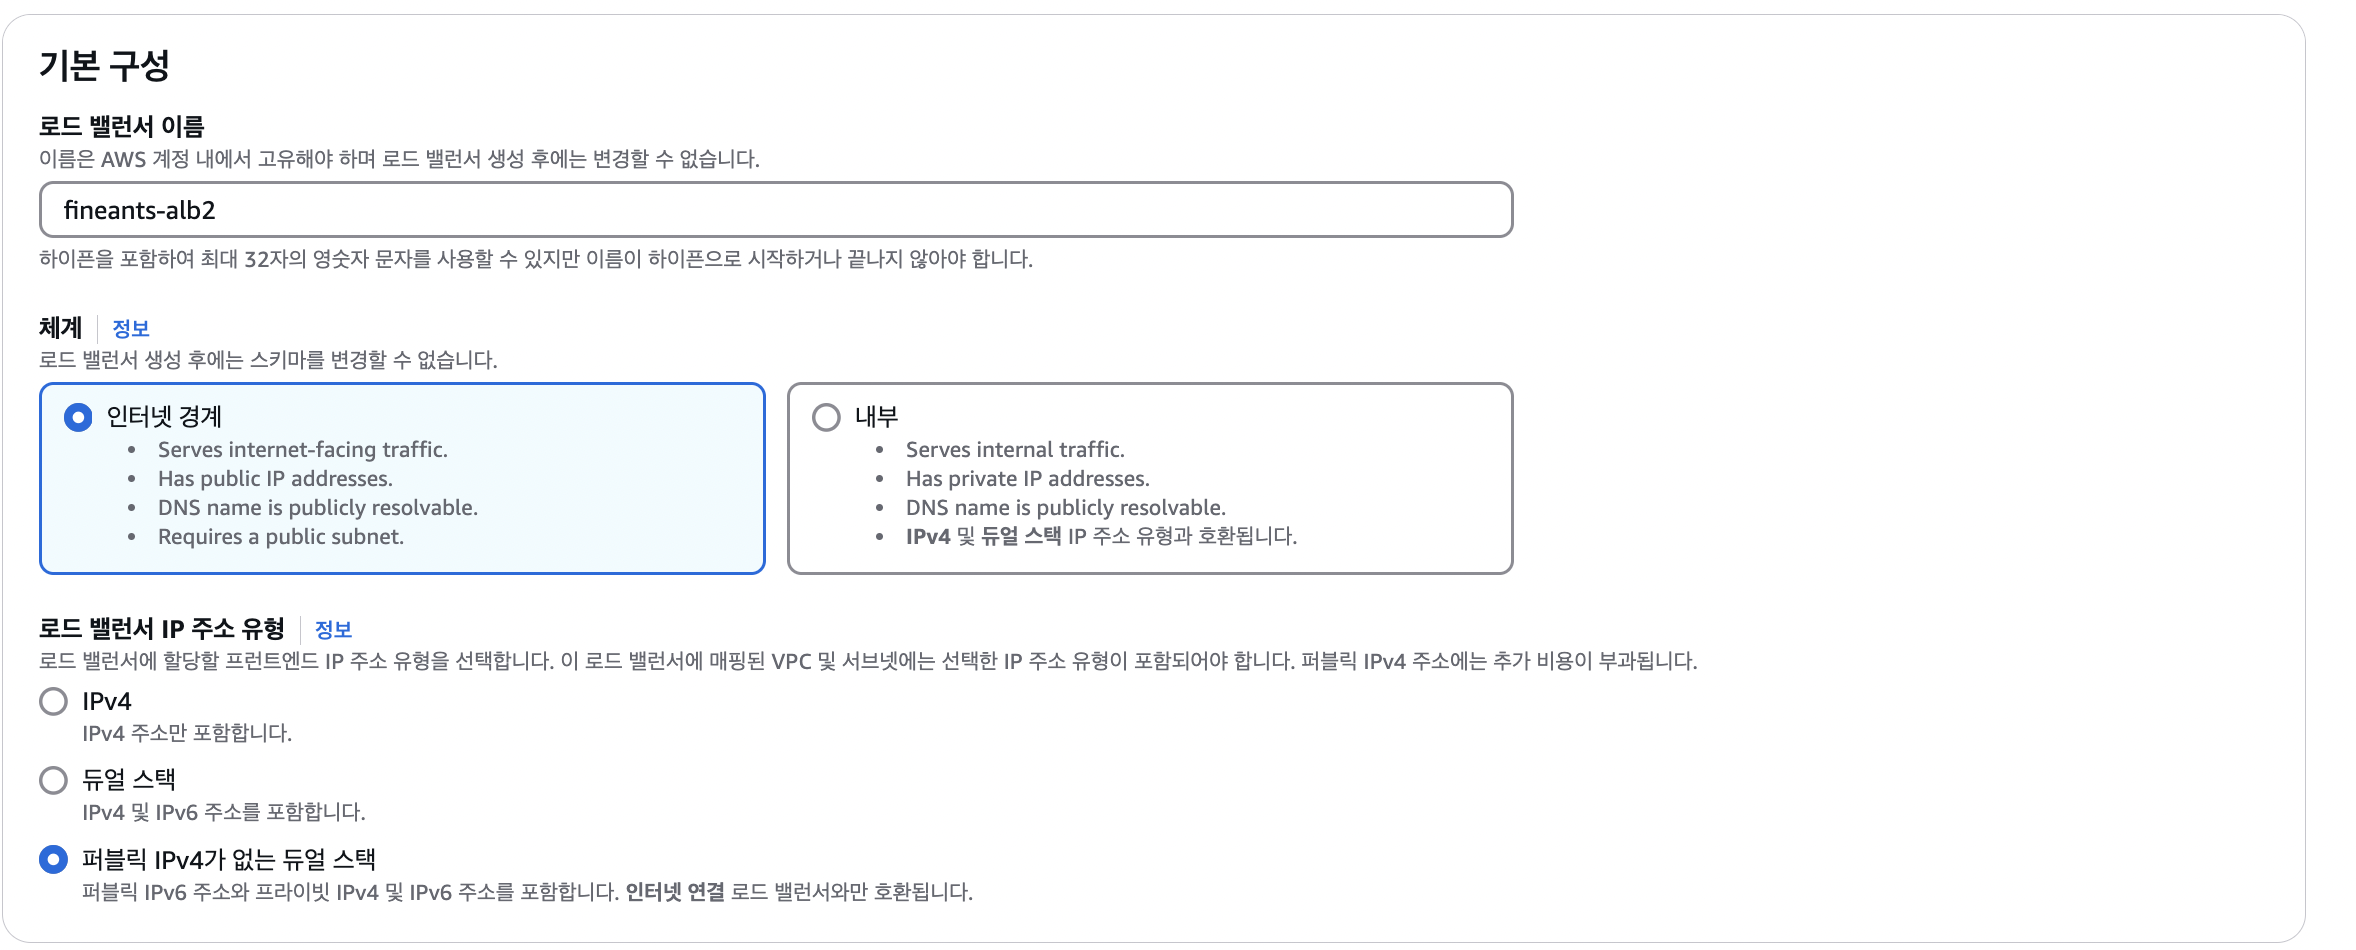 기본 구성
로드 밸런서 이름
이름은 AWS 계정 내에서 고유해야 하며 로드 밸런서 생성 후에는 변경할 수 없습니다.
fineants-alb2
하이픈을 포함하여 최대 32자의 영숫자 문자를 사용할 수 있지만 이름이 하이픈으로 시작하거나 끝나지 않아야 합니다.
체계 정보
로드 밸런서 생성 후에는 스키마를 변경할 수 없습니다.
인터넷 경계
• Serves internet-facing traffic.
• Has public IP addresses.
• DNS name is publicly resolvable.
• Requires a public subnet.
내부
• Serves internal traffic.
• Has private IP addresses.
• DNS name is publicly resolvable.
• IPv4 및 듀얼 스택 IP 주소 유형과 호환됩니다.
로드 밸런서 IP 주소 유형 정보
로드 밸런서에 할당할 프런트엔드 IP 주소 유형을 선택합니다. 이 로드 밸런서에 매핑된 VPC 및 서브넷에는 선택한 IP 주소 유형이 포함되어야 합니다. 퍼블릭 IPv4 주소에는 추가 비용이 부과됩니다.
IPv4
IPv4 주소만 포함합니다.
듀얼 스택
IPv4 및 IPv6 주소를 포함합니다.
퍼블릭 IPv4가 없는 듀얼 스택
퍼블릭 IPv6 주소와 프라이빗 IPv4 및 IPv6 주소를 포함합니다. 인터넷 연결 로드 밸런서와만 호환됩니다.